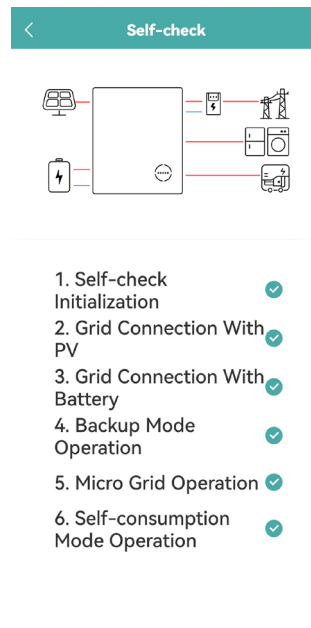 Self-check
1. Self-check
Initialization
2. Grid Connection With
PV
3. Grid Connection With
Battery
4. Backup Mode
Operation
5. Micro Grid Operation
6. Self-consumption
Mode Operation